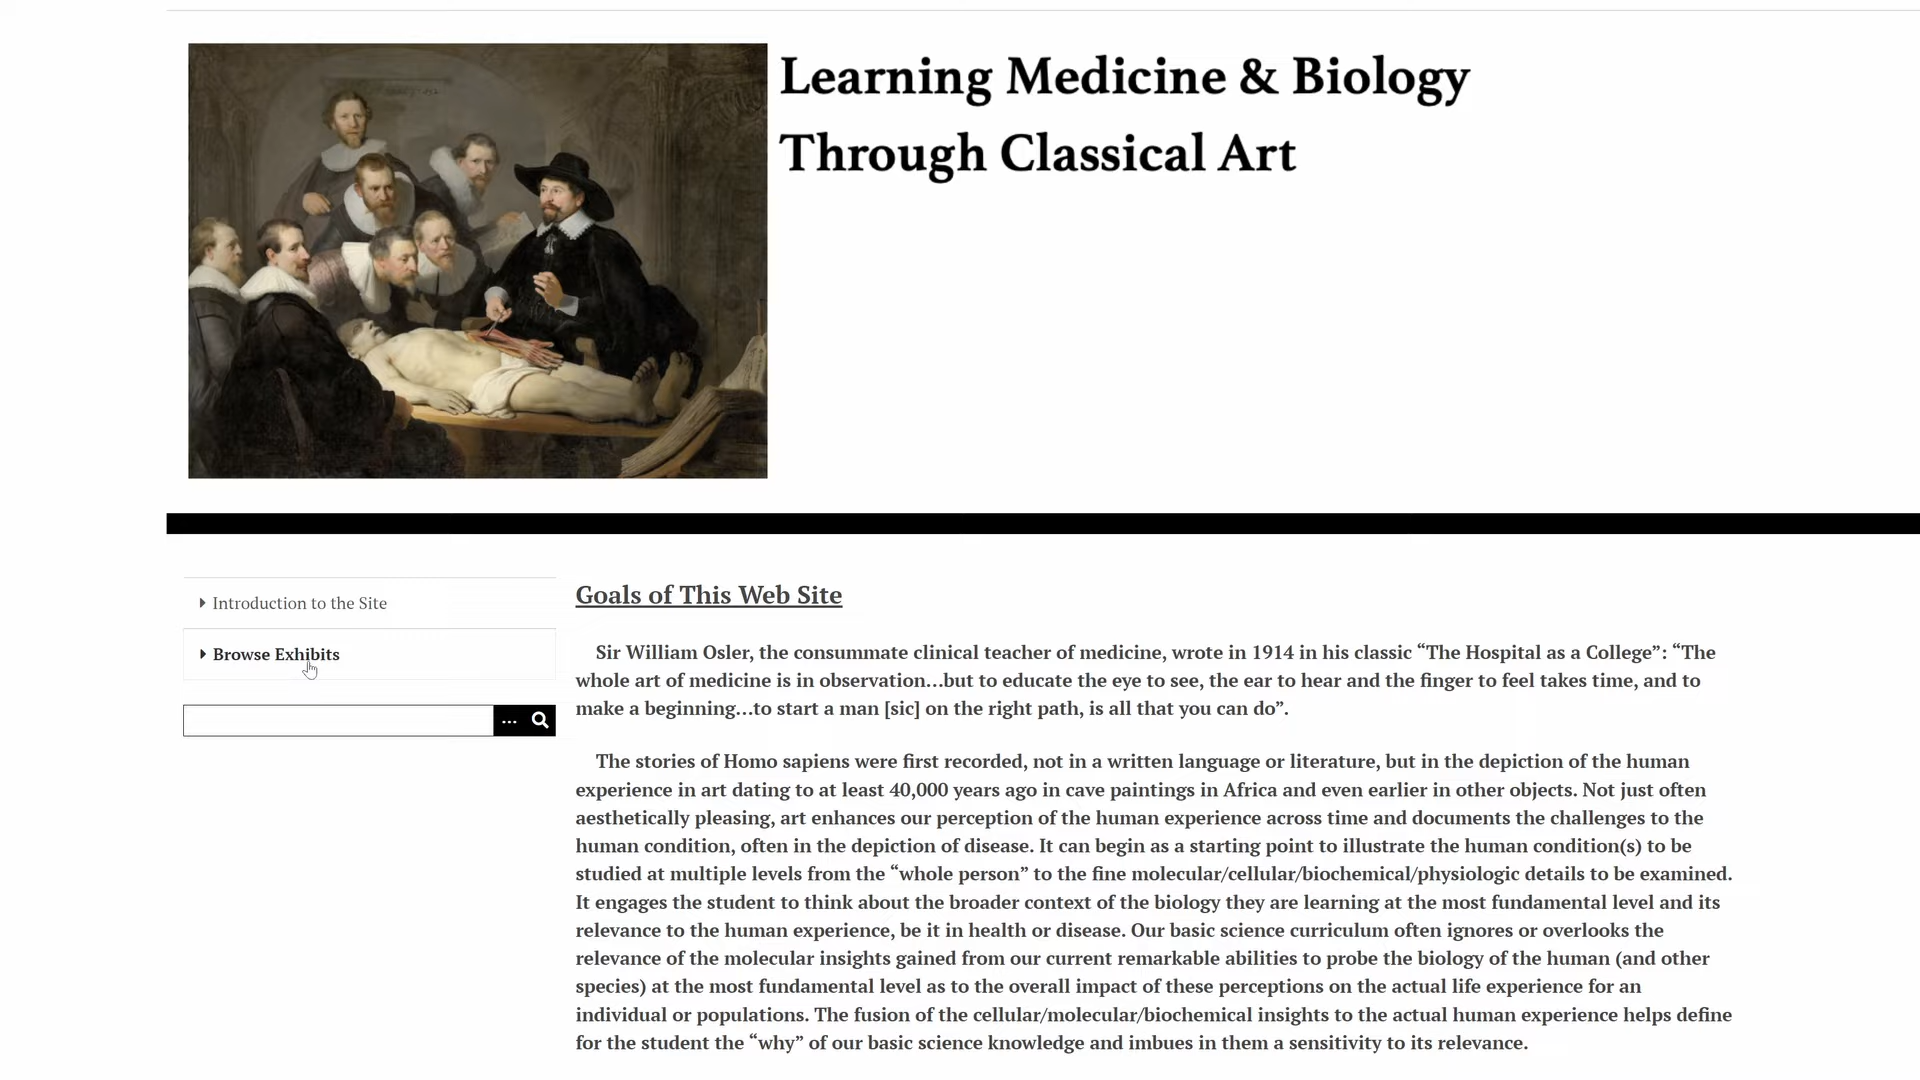 Learning Medicine & Biology
Through Classical Art
Introduction to the Site
Browse Exhibits
...
Goals of This Web Site
Sir William Osler, the consummate clinical teacher of medicine, wrote in 1914 in his classic “The Hospital as a College”: “The
whole art of medicine is in observation…but to educate the eye to see, the ear to hear and the finger to feel takes time, and to
make a beginning…to start a man [sic] on the right path, is all that you can do”.
The stories of Homo sapiens were first recorded, not in a written language or literature, but in the depiction of the human
experience in art dating to at least 40,000 years ago in cave paintings in Africa and even earlier in other objects. Not just often
aesthetically pleasing, art enhances our perception of the human experience across time and documents the challenges to the
human condition, often in the depiction of disease. It can begin as a starting point to illustrate the human condition(s) to be
studied at multiple levels from the “whole person” to the fine molecular/cellular/biochemical/physiologic details to be examined.
It engages the student to think about the broader context of the biology they are learning at the most fundamental level and its
relevance to the human experience, be it in health or disease. Our basic science curriculum often ignores or overlooks the
relevance of the molecular insights gained from our current remarkable abilities to probe the biology of the human (and other
species) at the most fundamental level as to the overall impact of these perceptions on the actual life experience for an
individual or populations. The fusion of the cellular/molecular/biochemical insights to the actual human experience helps define
for the student the “why” of our basic science knowledge and imbues in them a sensitivity to its relevance.